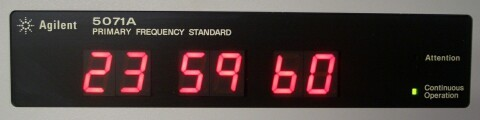 Agilent 5071A
PRIMARY FREQUENCY STANDARD
23 59 60
Attention
Continuous
Operation